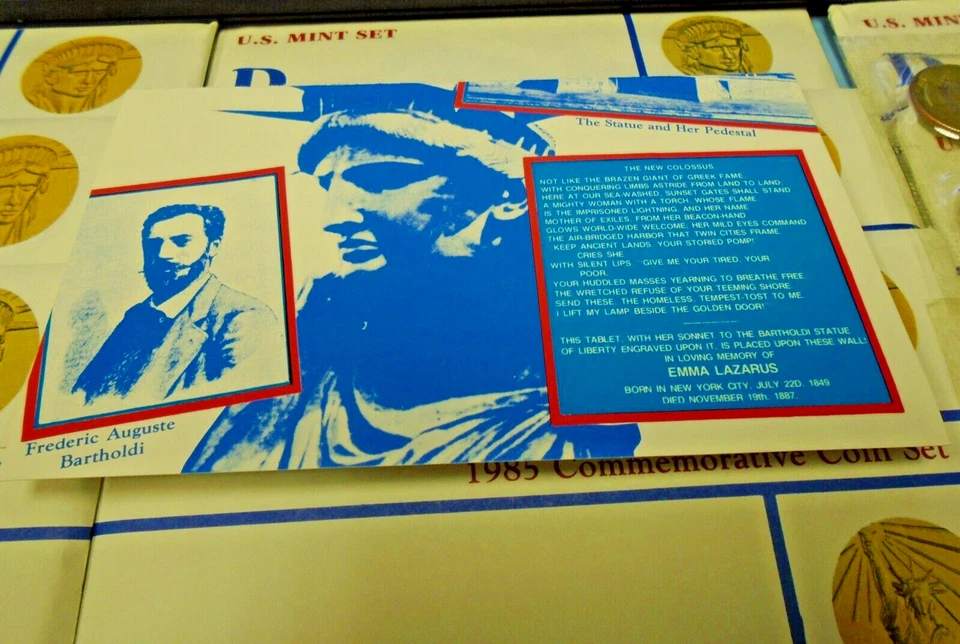 U.S. MINT SET
U.S. MIN
D
The Statue and Her Pedestal
THE NEW COLOSSUS
NOT LIKE THE BRAZEN GIANT OF GREEK FAME,
WITH CONQUERING LIMBS ASTRIDE FROM LAND TO LAND;
HERE AT OUR SEA-WASHED, SUNSET GATES SHALL STAND
A MIGHTY WOMAN WITH A TORCH, WHOSE FLAME
IS THE IMPRISONED LIGHTNING, AND HER NAME
MOTHER OF EXILES. FROM HER BEACON-HAND
GLOWS WORLD-WIDE WELCOME; HER MILD EYES COMMAND
THE AIR-BRIDGED HARBOR THAT TWIN CITIES FRAME.
KEEP ANCIENT LANDS, YOUR STORIED POMP!
CRIES SHE
WITH SILENT LIPS. "GIVE ME YOUR TIRED, YOUR
POOR,
YOUR HUDDLED MASSES YEARNING TO BREATHE FREE
THE WRETCHED REFUSE OF YOUR TEEMING SHORE
SEND THESE, THE HOMELESS, TEMPEST-TOST TO ME.
I LIFT MY LAMP BESIDE THE GOLDEN DOOR!
THIS TABLET, WITH HER SONNET TO THE BARTHOLDI STATUE
OF LIBERTY ENGRAVED UPON IT, IS PLACED UPON THESE WALLS
IN LOVING MEMORY OF
EMMA LAZARUS
BORN IN NEW YORK CITY, JULY 22D, 1849
DIED NOVEMBER 19th, 1887.
Frederic Auguste
Bartholdi
1985 Commemorative Coin Set